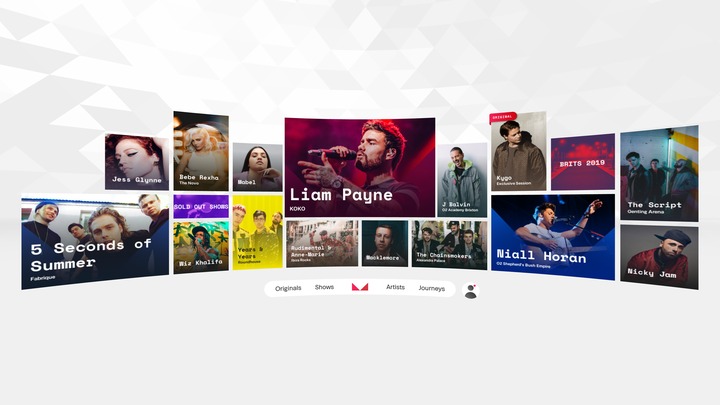 Jess Glynne
Bebe Rexha
The Novo
Mabel
Liam Payne
KOKO
J Balvin
O2 Academy Brixton
ORIGINAL
Kygo
Exclusive Session
BRITS 2019
The Script
Genting Arena
5 Seconds of
Summer
Fabrique
SOLD OUT SHOWS
Wiz Khalifa
Years &
Years
Roundhouse
Rudimental &
Anne-Marie
Macklemore
The Chainsmokers
Alexandra Palace
Niall Horan
O2 Shepherd's Bush Empire
Nicky Jam
Originals
Shows
Artists
Journeys